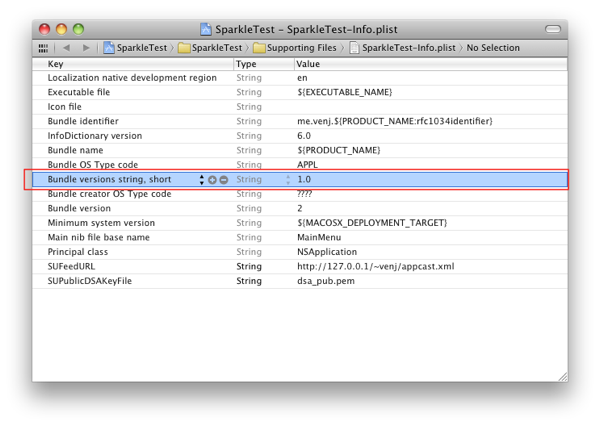 SparkleTest – SparkleTest-Info.plist
SparkleTest SparkleTest Supporting Files SparkleTest-Info.plist No Selection
Key Type Value
Localization native development region String en
Executable file String ${EXECUTABLE_NAME}
Icon file String
Bundle identifier String me.venj.${PRODUCT_NAME:rfc1034identifier}
InfoDictionary version String 6.0
Bundle name String ${PRODUCT_NAME}
Bundle OS Type code String APPL
Bundle versions string, short String 1.0
Bundle creator OS Type code String ????
Bundle version String 2
Minimum system version String ${MACOSX_DEPLOYMENT_TARGET}
Main nib file base name String MainMenu
Principal class String NSApplication
SUFeedURL String http://127.0.0.1/~venj/appcast.xml
SUPublicDSAKeyFile String dsa_pub.pem